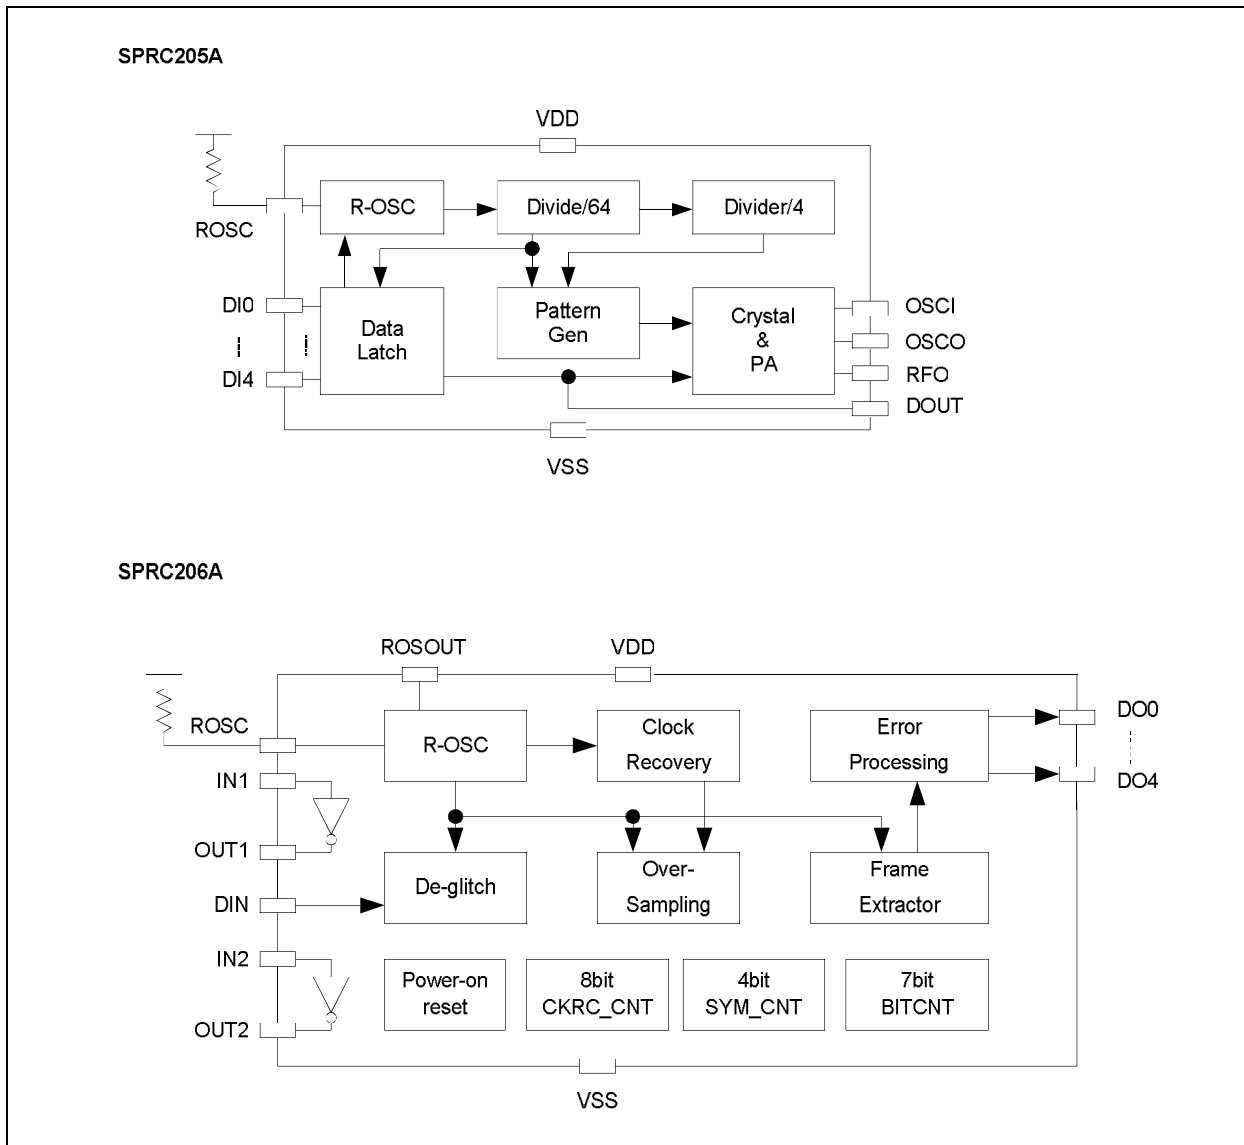 SPRC205A
VDD
R-OSC
Divide/64
Divider/4
ROSC
DI0
DI4
Data
Latch
Pattern
Gen
Crystal
&
PA
OSCI
OSCO
RFO
DOUT
VSS
SPRC206A
ROSOUT
VDD
ROSC
R-OSC
Clock
Recovery
Error
Processing
DO0
DO4
IN1
OUT1
DIN
De-glitch
Over-
Sampling
Frame
Extractor
IN2
OUT2
Power-on
reset
8bit
CKRC_CNT
4bit
SYM_CNT
7bit
BITCNT
VSS